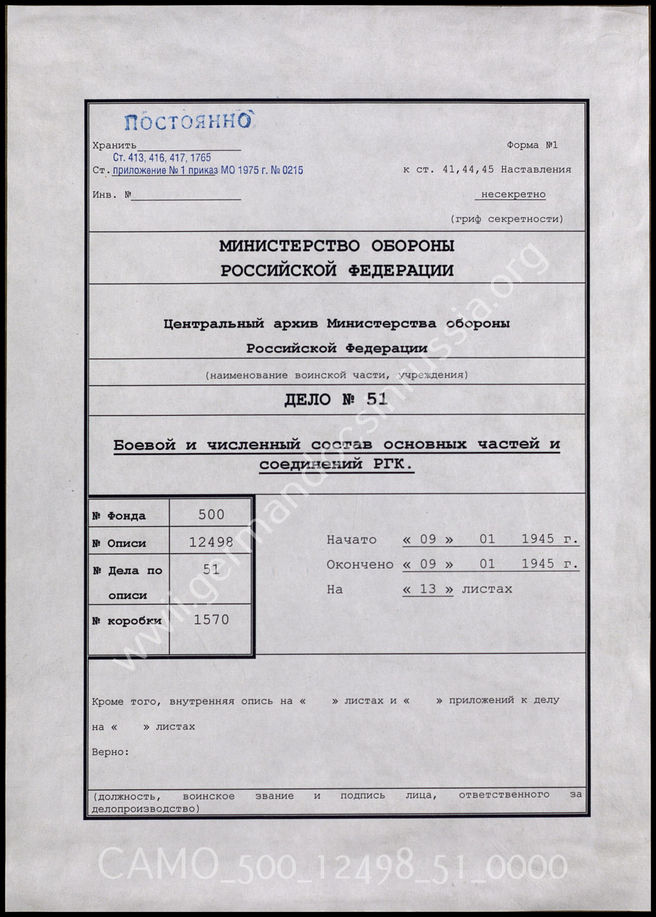 ПОСТОЯННО
Хранить
Форма №1
Ст. 413, 416, 417, 1765
Ст. приложение № 1 приказ МО 1975 г. № 0215
к ст. 41,44,45 Наставления
Инв. №
несекретно
(гриф секретности)
МИНИСТЕРСТВО ОБОРОНЫ
РОССИЙСКОЙ ФЕДЕРАЦИИ
Центральный архив Министерства обороны
Российской Федерации
(наименование воинской части, учреждения)
ДЕЛО № 51
Боевой и численный состав основных частей и
соединений РГК.
№ Фонда 500
№ Описи 12498
№ Дела по
описи 51
№ коробки 1570
Начато « 09 » 01 1945 г.
Окончено « 09 » 01 1945 г.
На « 13 » листах
Кроме того, внутренняя опись на « » листах и « » приложений к делу
на « » листах
Верно:
(должность, воинское звание и подпись лица, ответственного за
делопроизводство)
www.germandocsinrussia.org
CAMO_500_12498_51_0000